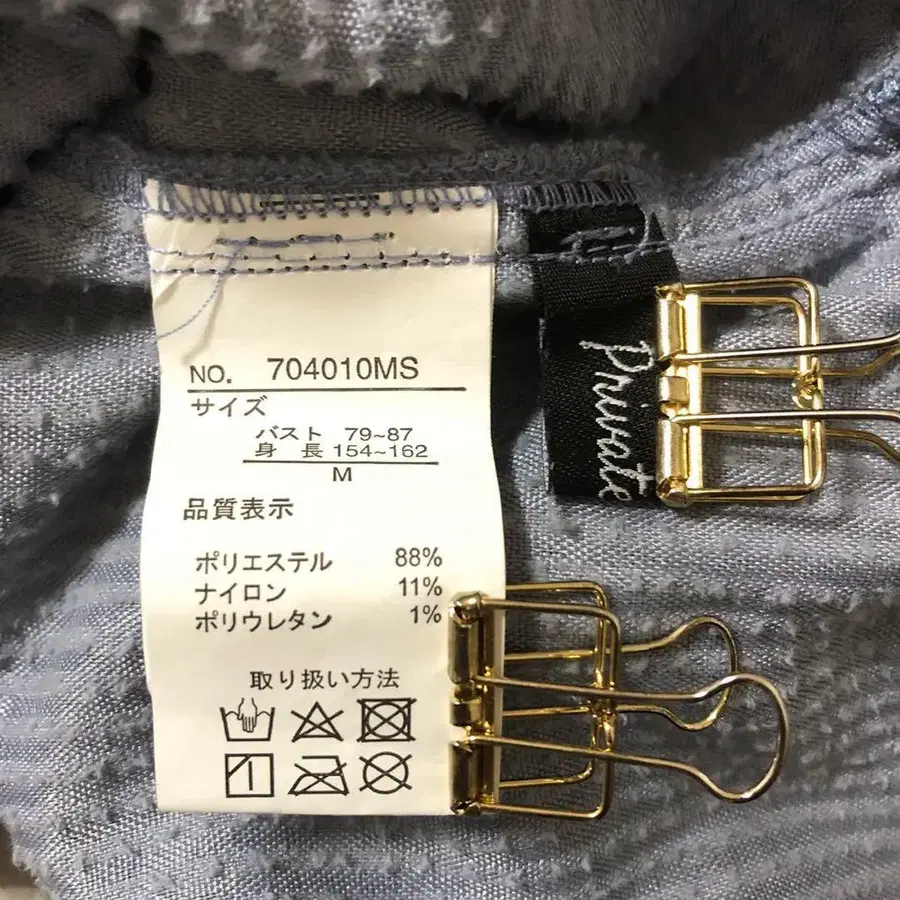 NO. 704010MS
サイズ
バスト 79~87
身 長 154~162
M
品質表示
ポリエステル 88%
ナイロン 11%
ポリウレタン 1%
取り扱い方法
Private